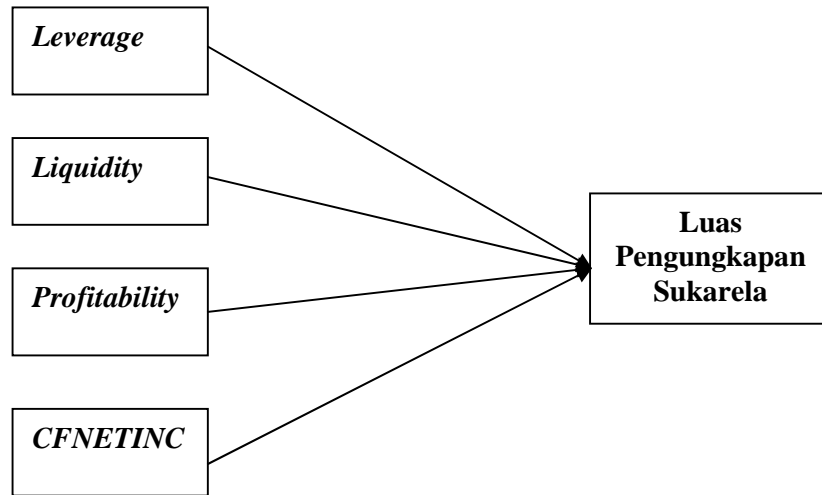 Leverage
Liquidity
Profitability
CFNETINC
Luas
Pengungkapan
Sukarela